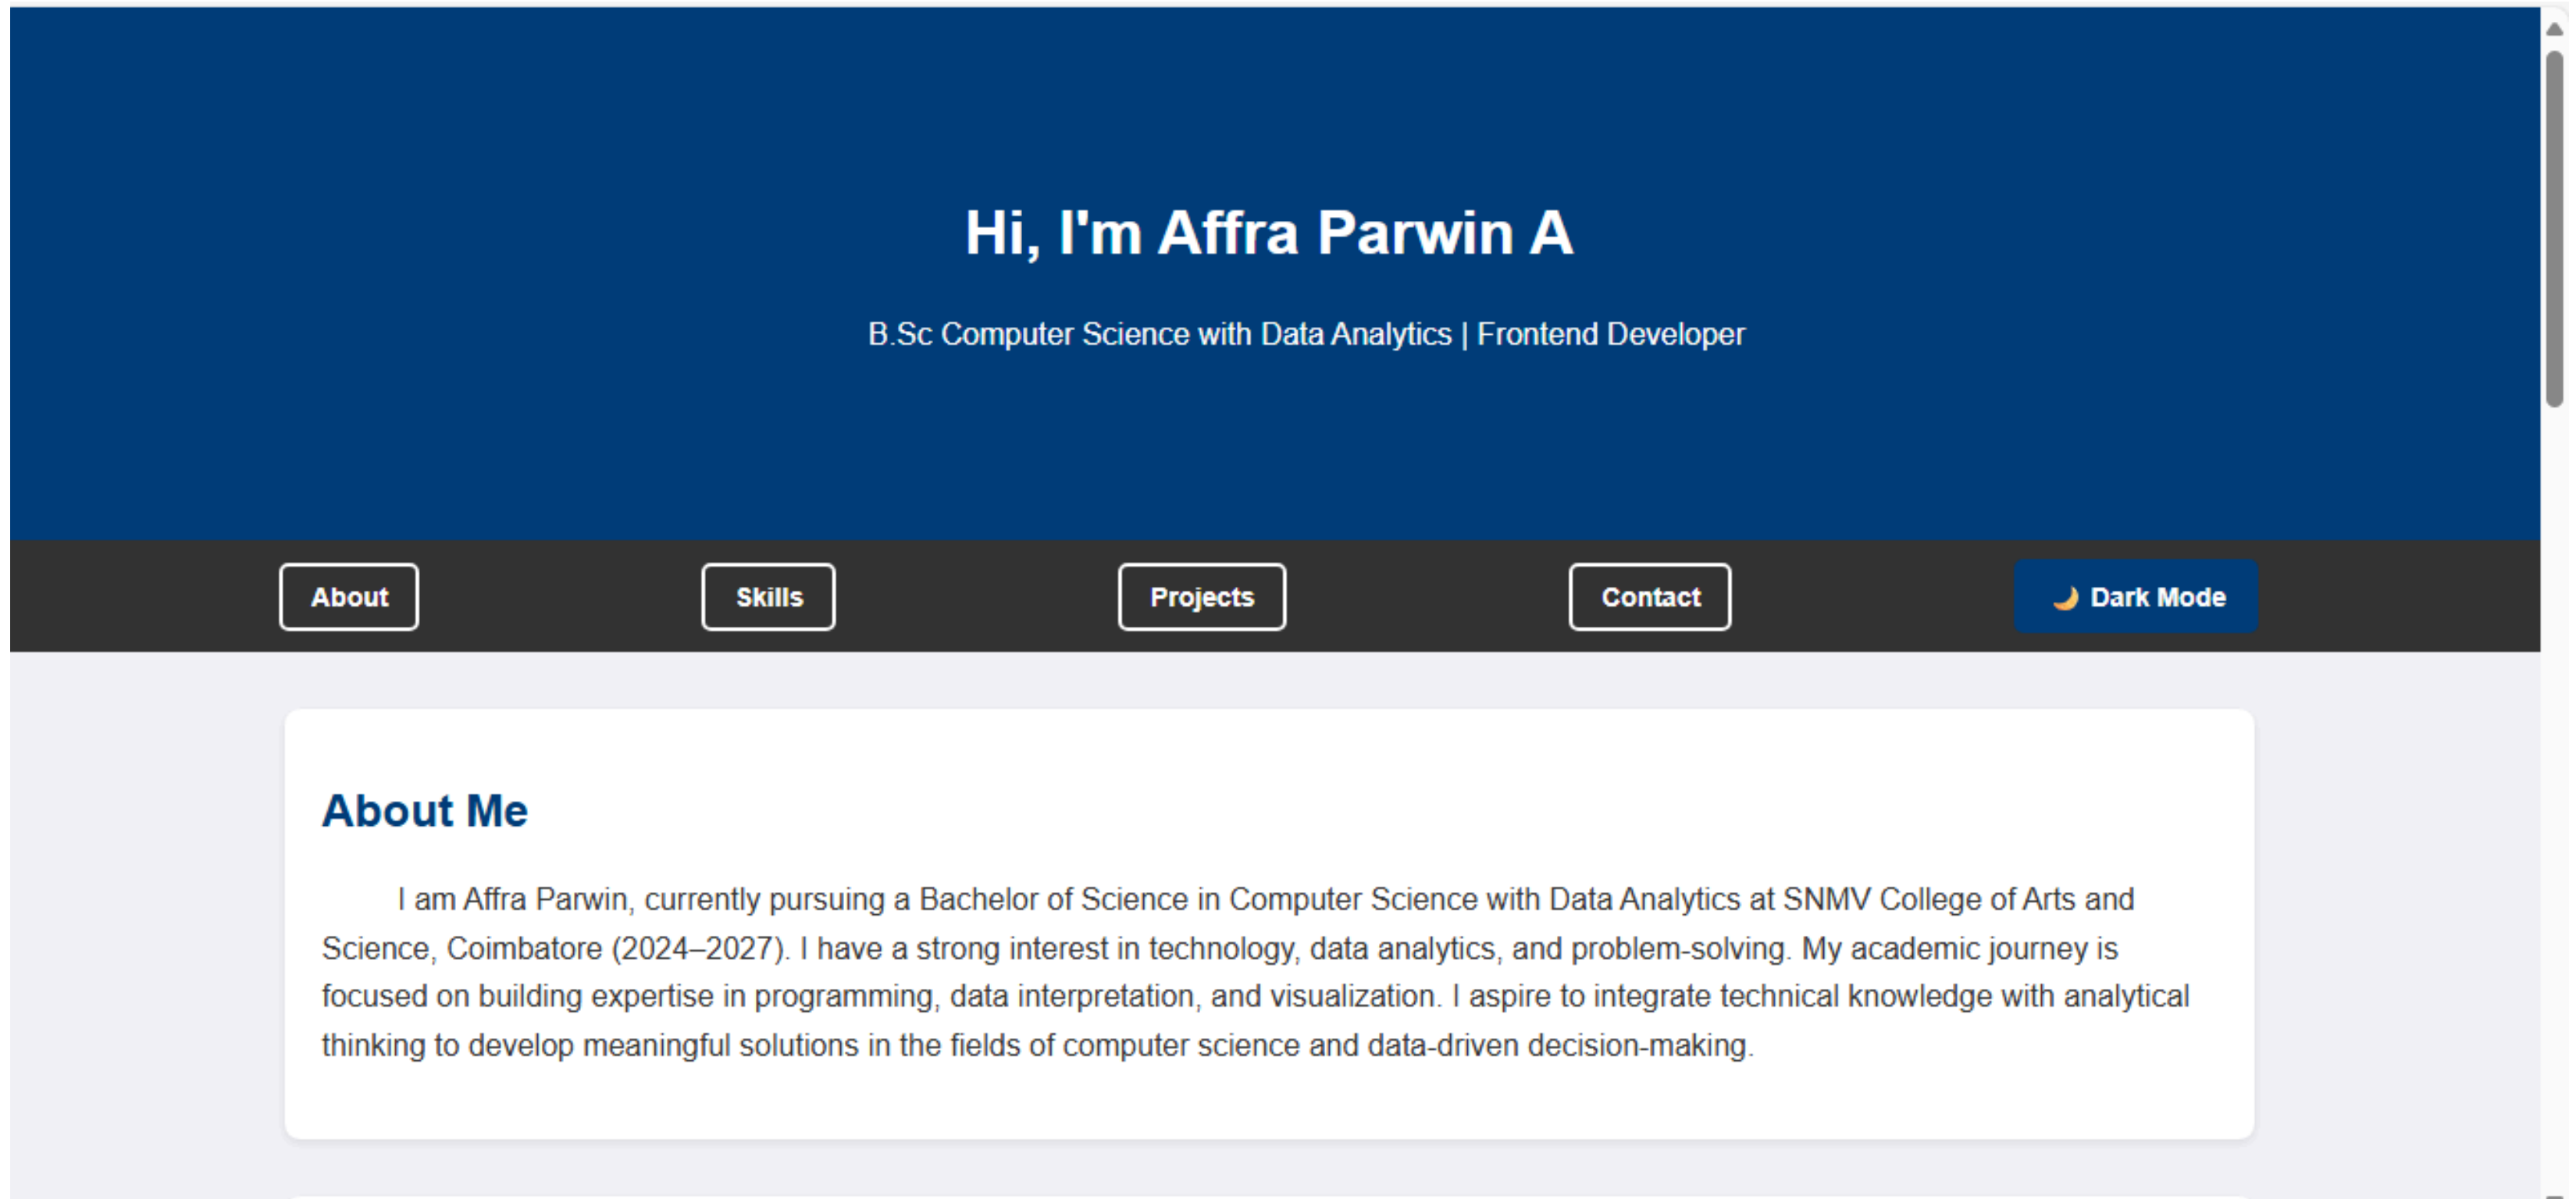 Hi, I'm Affra Parwin A
B.Sc Computer Science with Data Analytics | Frontend Developer
About
Skills
Projects
Contact
🌙 Dark Mode
About Me
I am Affra Parwin, currently pursuing a Bachelor of Science in Computer Science with Data Analytics at SNMV College of Arts and
Science, Coimbatore (2024–2027). I have a strong interest in technology, data analytics, and problem-solving. My academic journey is
focused on building expertise in programming, data interpretation, and visualization. I aspire to integrate technical knowledge with analytical
thinking to develop meaningful solutions in the fields of computer science and data-driven decision-making.